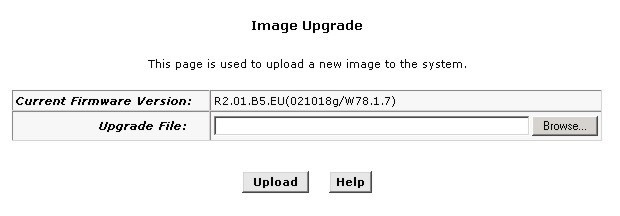 Image Upgrade
This page is used to upload a new image to the system.
Current Firmware Version: R2.01.B5.EU(021018g/W78.1.7)
Upgrade File: Browse...
Upload Help